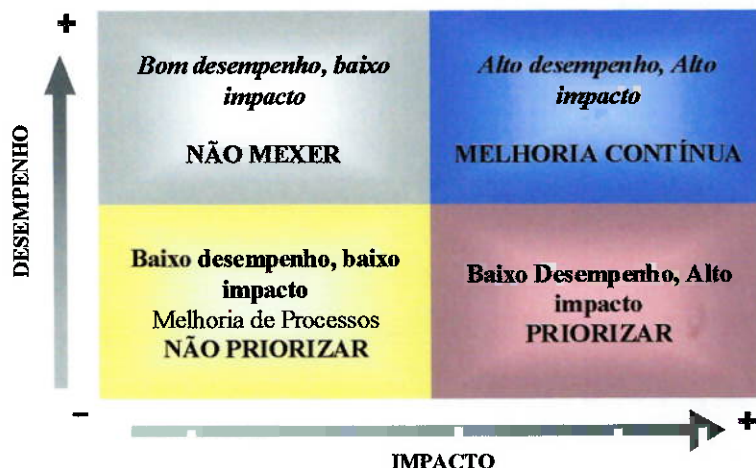 +
Bom desempenho, baixo
impacto
NÃO MEXER
Alto desempenho, Alto
impacto
MELHORIA CONTÍNUA
DESEMPENHO
Baixo desempenho, baixo
impacto
Melhoria de Processos
NÃO PRIORIZAR
Baixo Desempenho, Alto
impacto
PRIORIZAR
–
+
IMPACTO